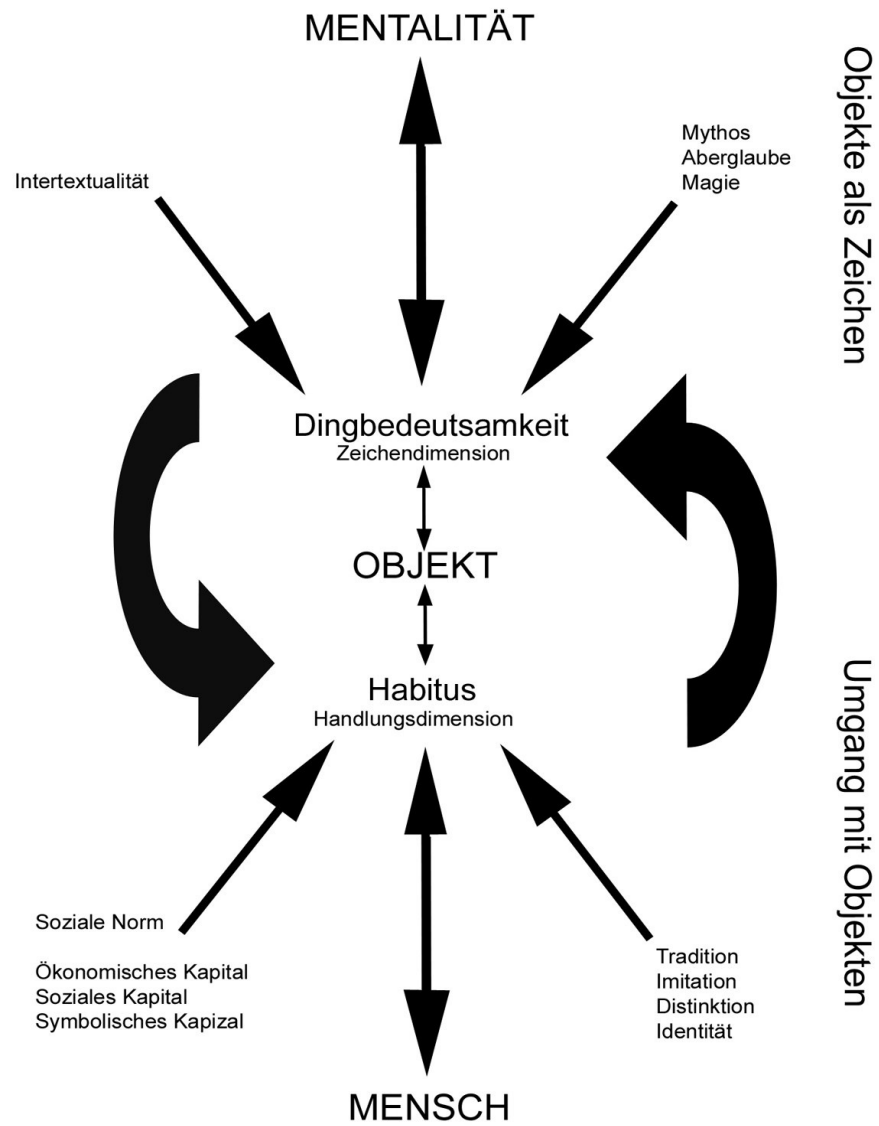 MENTALITÄT
Objekte als Zeichen
Mythos
Aberglaube
Magie
Intertextualität
Dingbedeutsamkeit
Zeichendimension
OBJEKT
Habitus
Handlungsdimension
Umgang mit Objekten
Soziale Norm
Ökonomisches Kapital
Soziales Kapital
Symbolisches Kapizal
Tradition
Imitation
Distinktion
Identität
MENSCH